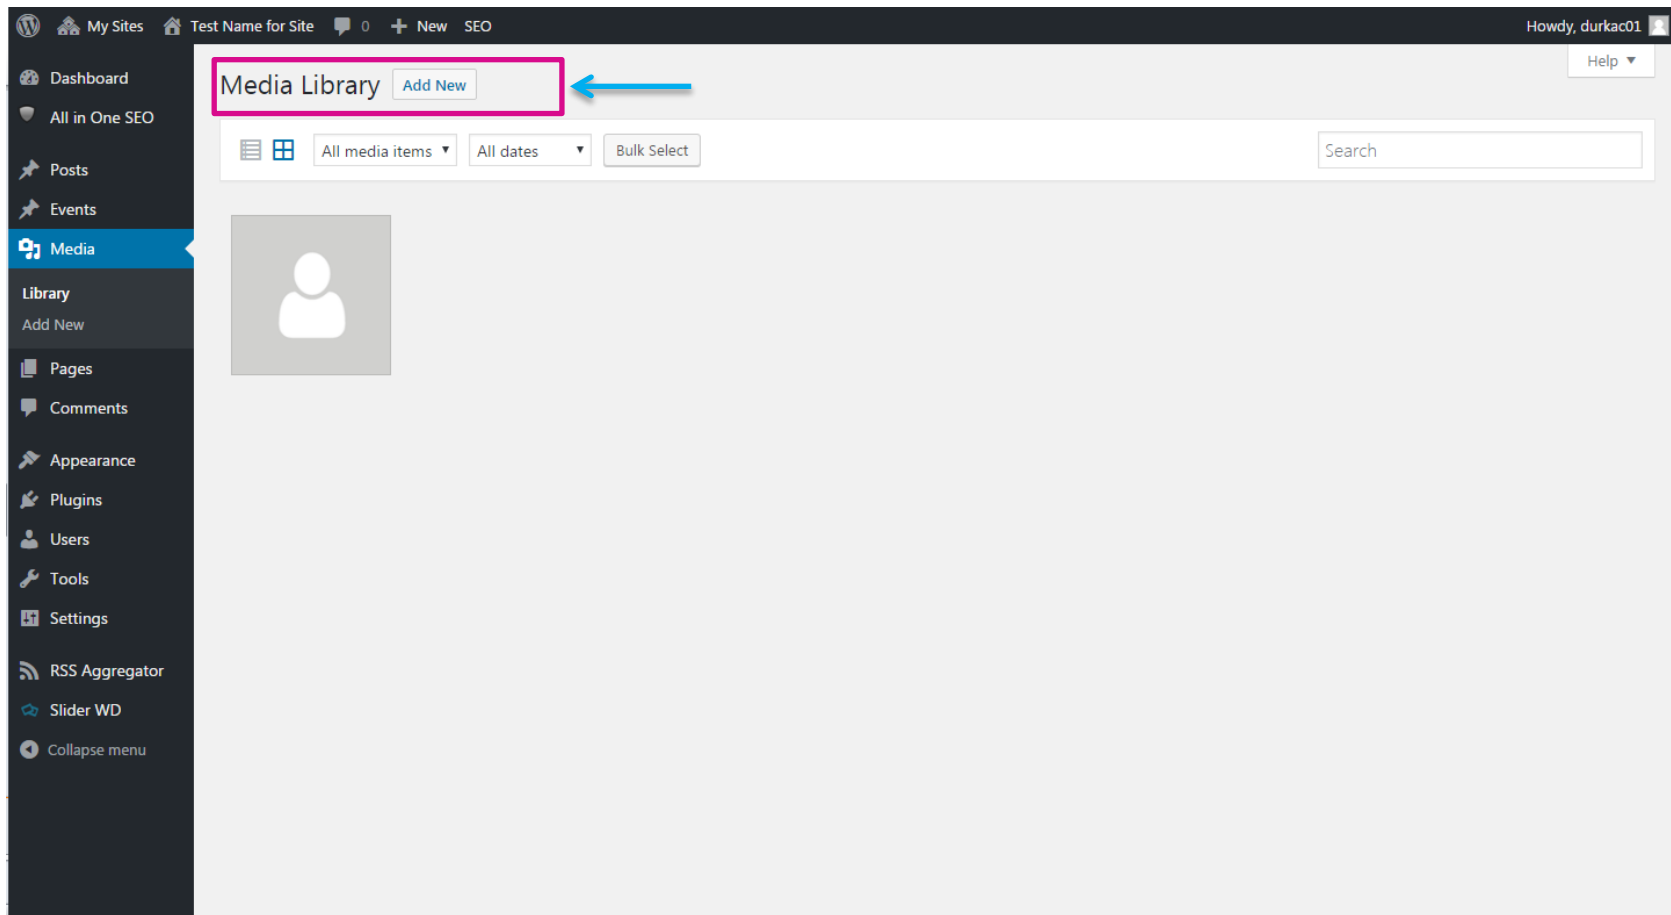 My Sites Test Name for Site 0 New SEO Howdy, durkac01
Help
Dashboard
All in One SEO
Posts
Events
Media
Library
Add New
Pages
Comments
Appearance
Plugins
Users
Tools
Settings
RSS Aggregator
Slider WD
Collapse menu
Media Library Add New
All media items All dates Bulk Select Search